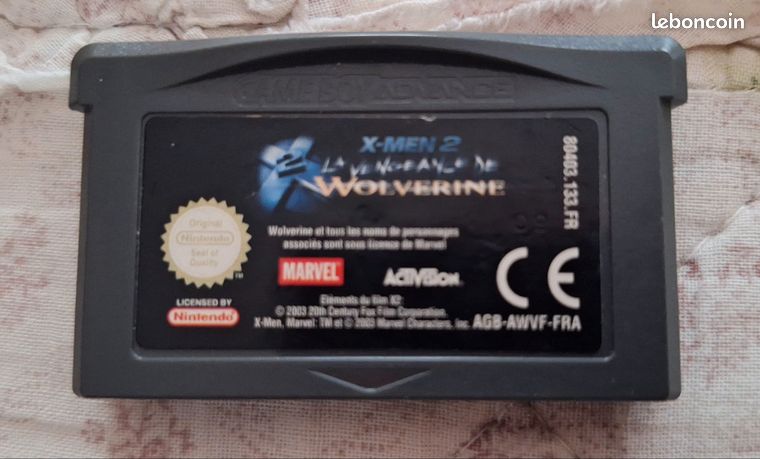 leboncoin
GAME BOY ADVANCE
X-MEN 2
2
LA VENGEANCE DE
WOLVERINE
80403.133.FR
Original
Nintendo
Seal of
Quality
TM
Wolverine et tous les noms de personnages
associés sont sous licence de Marvel
MARVEL
ACTIVISION
CE
LICENSED BY
Nintendo
Eléments du film X2:
© 2003 20th Century Fox Film Corporation.
X-Men, Marvel: TM et © 2003 Marvel Characters, Inc.
AGB-AWVF-FRA